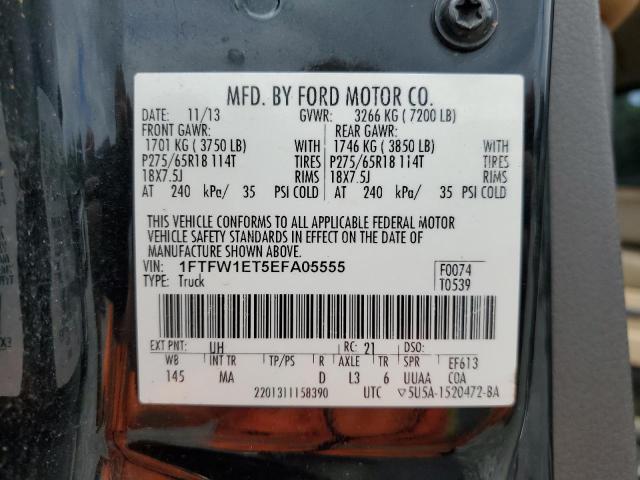 MFD. BY FORD MOTOR CO.
DATE: 11/13 GVWR: 3266 KG ( 7200 LB)
FRONT GAWR: REAR GAWR:
1701 KG ( 3750 LB) WITH 1746 KG ( 3850 LB) WITH
P275/65R18 114T TIRES P275/65R18 114T TIRES
18X7.5J RIMS 18X7.5J RIMS
AT 240 kPa/ 35 PSI COLD AT 240 kPa/ 35 PSI COLD
THIS VEHICLE CONFORMS TO ALL APPLICABLE FEDERAL MOTOR
VEHICLE SAFETY STANDARDS IN EFFECT ON THE DATE OF
MANUFACTURE SHOWN ABOVE.
VIN: 1FTFW1ET5EFA05555 F0074
TYPE: Truck T0539
EXT PNT: UH RC: 21 DSO:
WB INT TR TP/PS R AXLE TR SPR EF613
145 MA D L3 6 UUAA COA
2201311158390 UTC ▽5U5A-1520472-BA